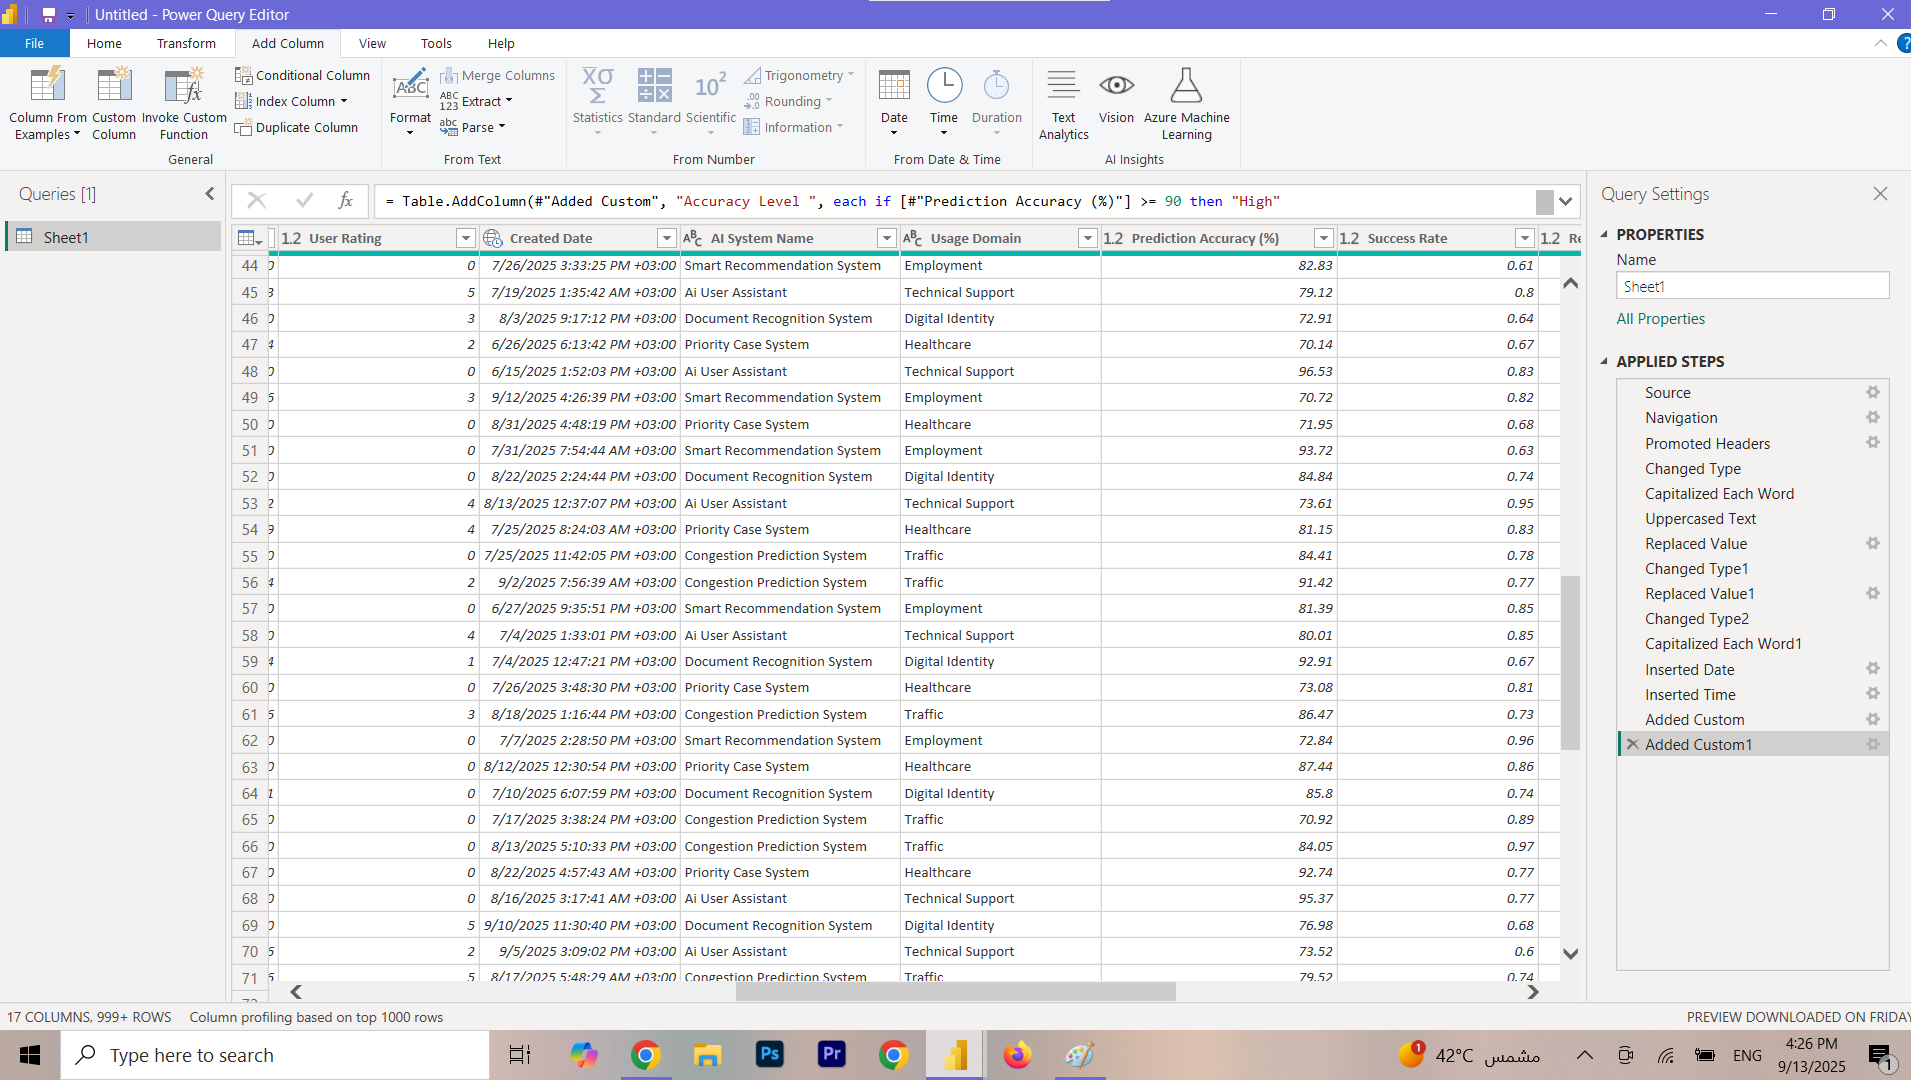 Untitled - Power Query Editor
File Home Transform Add Column View Tools Help
Column From Examples
Custom Column
Invoke Custom Function
Conditional Column
Index Column
Duplicate Column
General
Format
Merge Columns
Extract
Parse
From Text
Statistics
Standard
Scientific
Trigonometry
Rounding
Information
From Number
Date
Time
Duration
From Date & Time
Text Analytics
Vision
Azure Machine Learning
AI Insights
Queries [1]
Sheet1
= Table.AddColumn(#"Added Custom", "Accuracy Level ", each if [#"Prediction Accuracy (%)"] >= 90 then "High"
1.2 User Rating Created Date AI System Name Usage Domain 1.2 Prediction Accuracy (%) 1.2 Success Rate 1.2 Re
44 0 7/26/2025 3:33:25 PM +03:00 Smart Recommendation System Employment 82.83 0.61
45 5 7/19/2025 1:35:42 AM +03:00 Ai User Assistant Technical Support 79.12 0.8
46 3 8/3/2025 9:17:12 PM +03:00 Document Recognition System Digital Identity 72.91 0.64
47 2 6/26/2025 6:13:42 PM +03:00 Priority Case System Healthcare 70.14 0.67
48 0 6/15/2025 1:52:03 PM +03:00 Ai User Assistant Technical Support 96.53 0.83
49 3 9/12/2025 4:26:39 PM +03:00 Smart Recommendation System Employment 70.72 0.82
50 0 8/31/2025 4:48:19 PM +03:00 Priority Case System Healthcare 71.95 0.68
51 0 7/31/2025 7:54:44 AM +03:00 Smart Recommendation System Employment 93.72 0.63
52 0 8/22/2025 2:24:44 PM +03:00 Document Recognition System Digital Identity 84.84 0.74
53 4 8/13/2025 12:37:07 PM +03:00 Ai User Assistant Technical Support 73.61 0.95
54 4 7/25/2025 8:24:03 AM +03:00 Priority Case System Healthcare 81.15 0.83
55 0 7/25/2025 11:42:05 PM +03:00 Congestion Prediction System Traffic 84.41 0.78
56 2 9/2/2025 7:56:39 AM +03:00 Congestion Prediction System Traffic 91.42 0.77
57 0 6/27/2025 9:35:51 PM +03:00 Smart Recommendation System Employment 81.39 0.85
58 4 7/4/2025 1:33:01 PM +03:00 Ai User Assistant Technical Support 80.01 0.85
59 1 7/4/2025 12:47:21 PM +03:00 Document Recognition System Digital Identity 92.91 0.67
60 0 7/26/2025 3:48:30 PM +03:00 Priority Case System Healthcare 73.08 0.81
61 3 8/18/2025 1:16:44 PM +03:00 Congestion Prediction System Traffic 86.47 0.73
62 0 7/7/2025 2:28:50 PM +03:00 Smart Recommendation System Employment 72.84 0.96
63 0 8/12/2025 12:30:54 PM +03:00 Priority Case System Healthcare 87.44 0.86
64 0 7/10/2025 6:07:59 PM +03:00 Document Recognition System Digital Identity 85.8 0.74
65 0 7/17/2025 3:38:24 PM +03:00 Congestion Prediction System Traffic 70.92 0.89
66 0 8/13/2025 5:10:33 PM +03:00 Congestion Prediction System Traffic 84.05 0.97
67 0 8/22/2025 4:57:43 AM +03:00 Priority Case System Healthcare 92.74 0.77
68 0 8/16/2025 3:17:41 PM +03:00 Ai User Assistant Technical Support 95.37 0.77
69 5 9/10/2025 11:30:40 PM +03:00 Document Recognition System Digital Identity 76.98 0.68
70 2 9/5/2025 3:09:02 PM +03:00 Ai User Assistant Technical Support 73.52 0.6
71 5 8/17/2025 5:48:29 AM +03:00 Congestion Prediction System Traffic 79.52 0.74
Query Settings
PROPERTIES
Name
Sheet1
All Properties
APPLIED STEPS
Source
Navigation
Promoted Headers
Changed Type
Capitalized Each Word
Uppercased Text
Replaced Value
Changed Type1
Replaced Value1
Changed Type2
Capitalized Each Word1
Inserted Date
Inserted Time
Added Custom
Added Custom1
17 COLUMNS, 999+ ROWS Column profiling based on top 1000 rows
PREVIEW DOWNLOADED ON FRIDAY
Type here to search
Ps
Pr
1
42°C مشمس
ENG
4:26 PM
9/13/2025
1